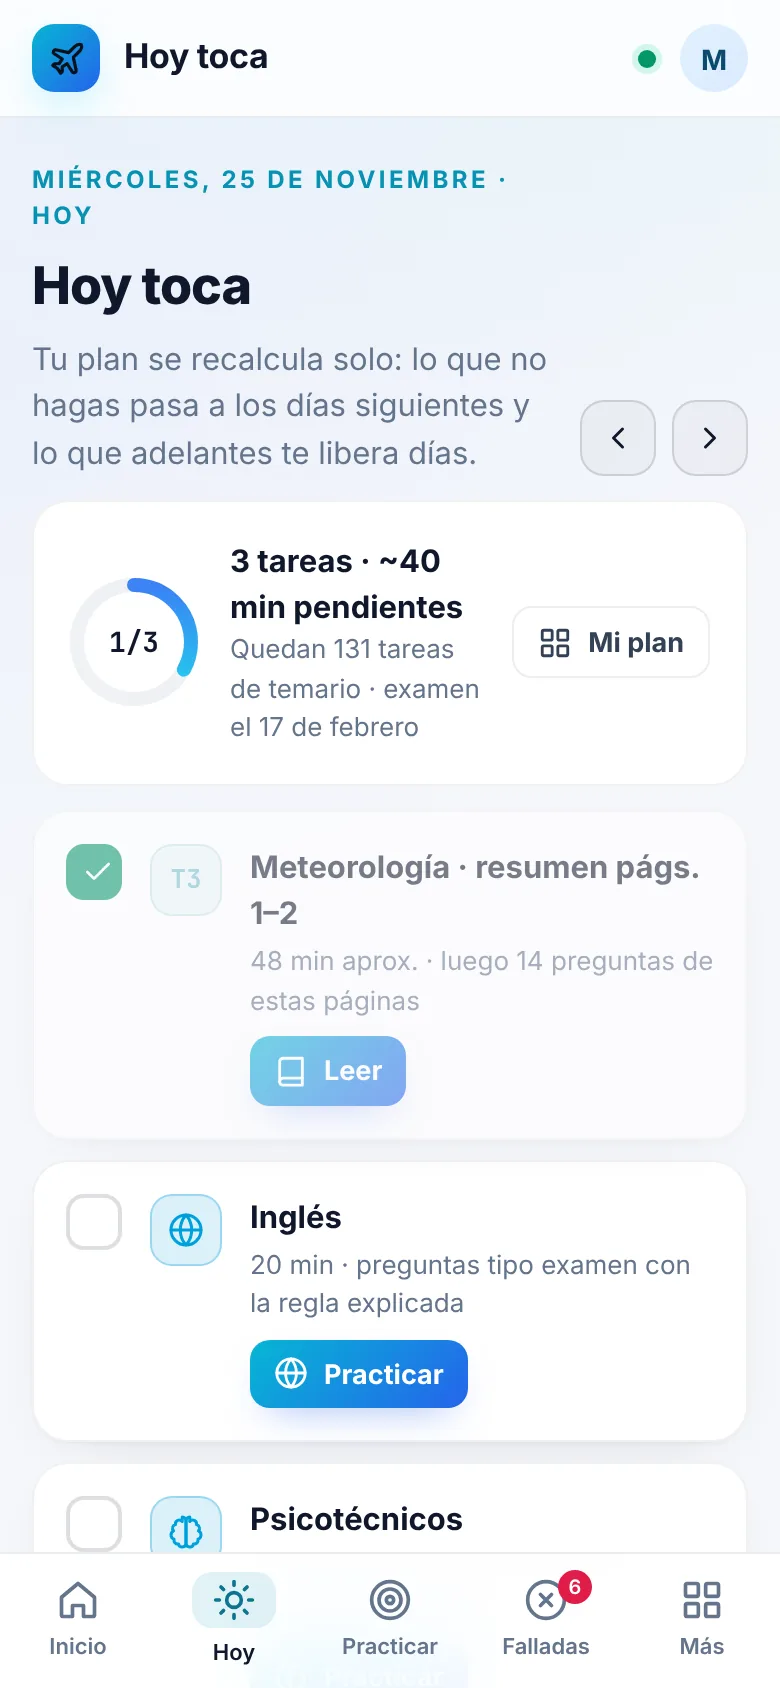 Hoy toca
M
MIÉRCOLES, 25 DE NOVIEMBRE ·
HOY
Hoy toca
Tu plan se recalcula solo: lo que no
hagas pasa a los días siguientes y
lo que adelantes te libera días.
1/3
3 tareas · ~40
min pendientes
Quedan 131 tareas
de temario · examen
el 17 de febrero
Mi plan
T3
Meteorología · resumen págs.
1–2
48 min aprox. · luego 14 preguntas de
estas páginas
Leer
Inglés
20 min · preguntas tipo examen con
la regla explicada
Practicar
Psicotécnicos
Practicar
Inicio
Hoy
Practicar
6
Falladas
Más